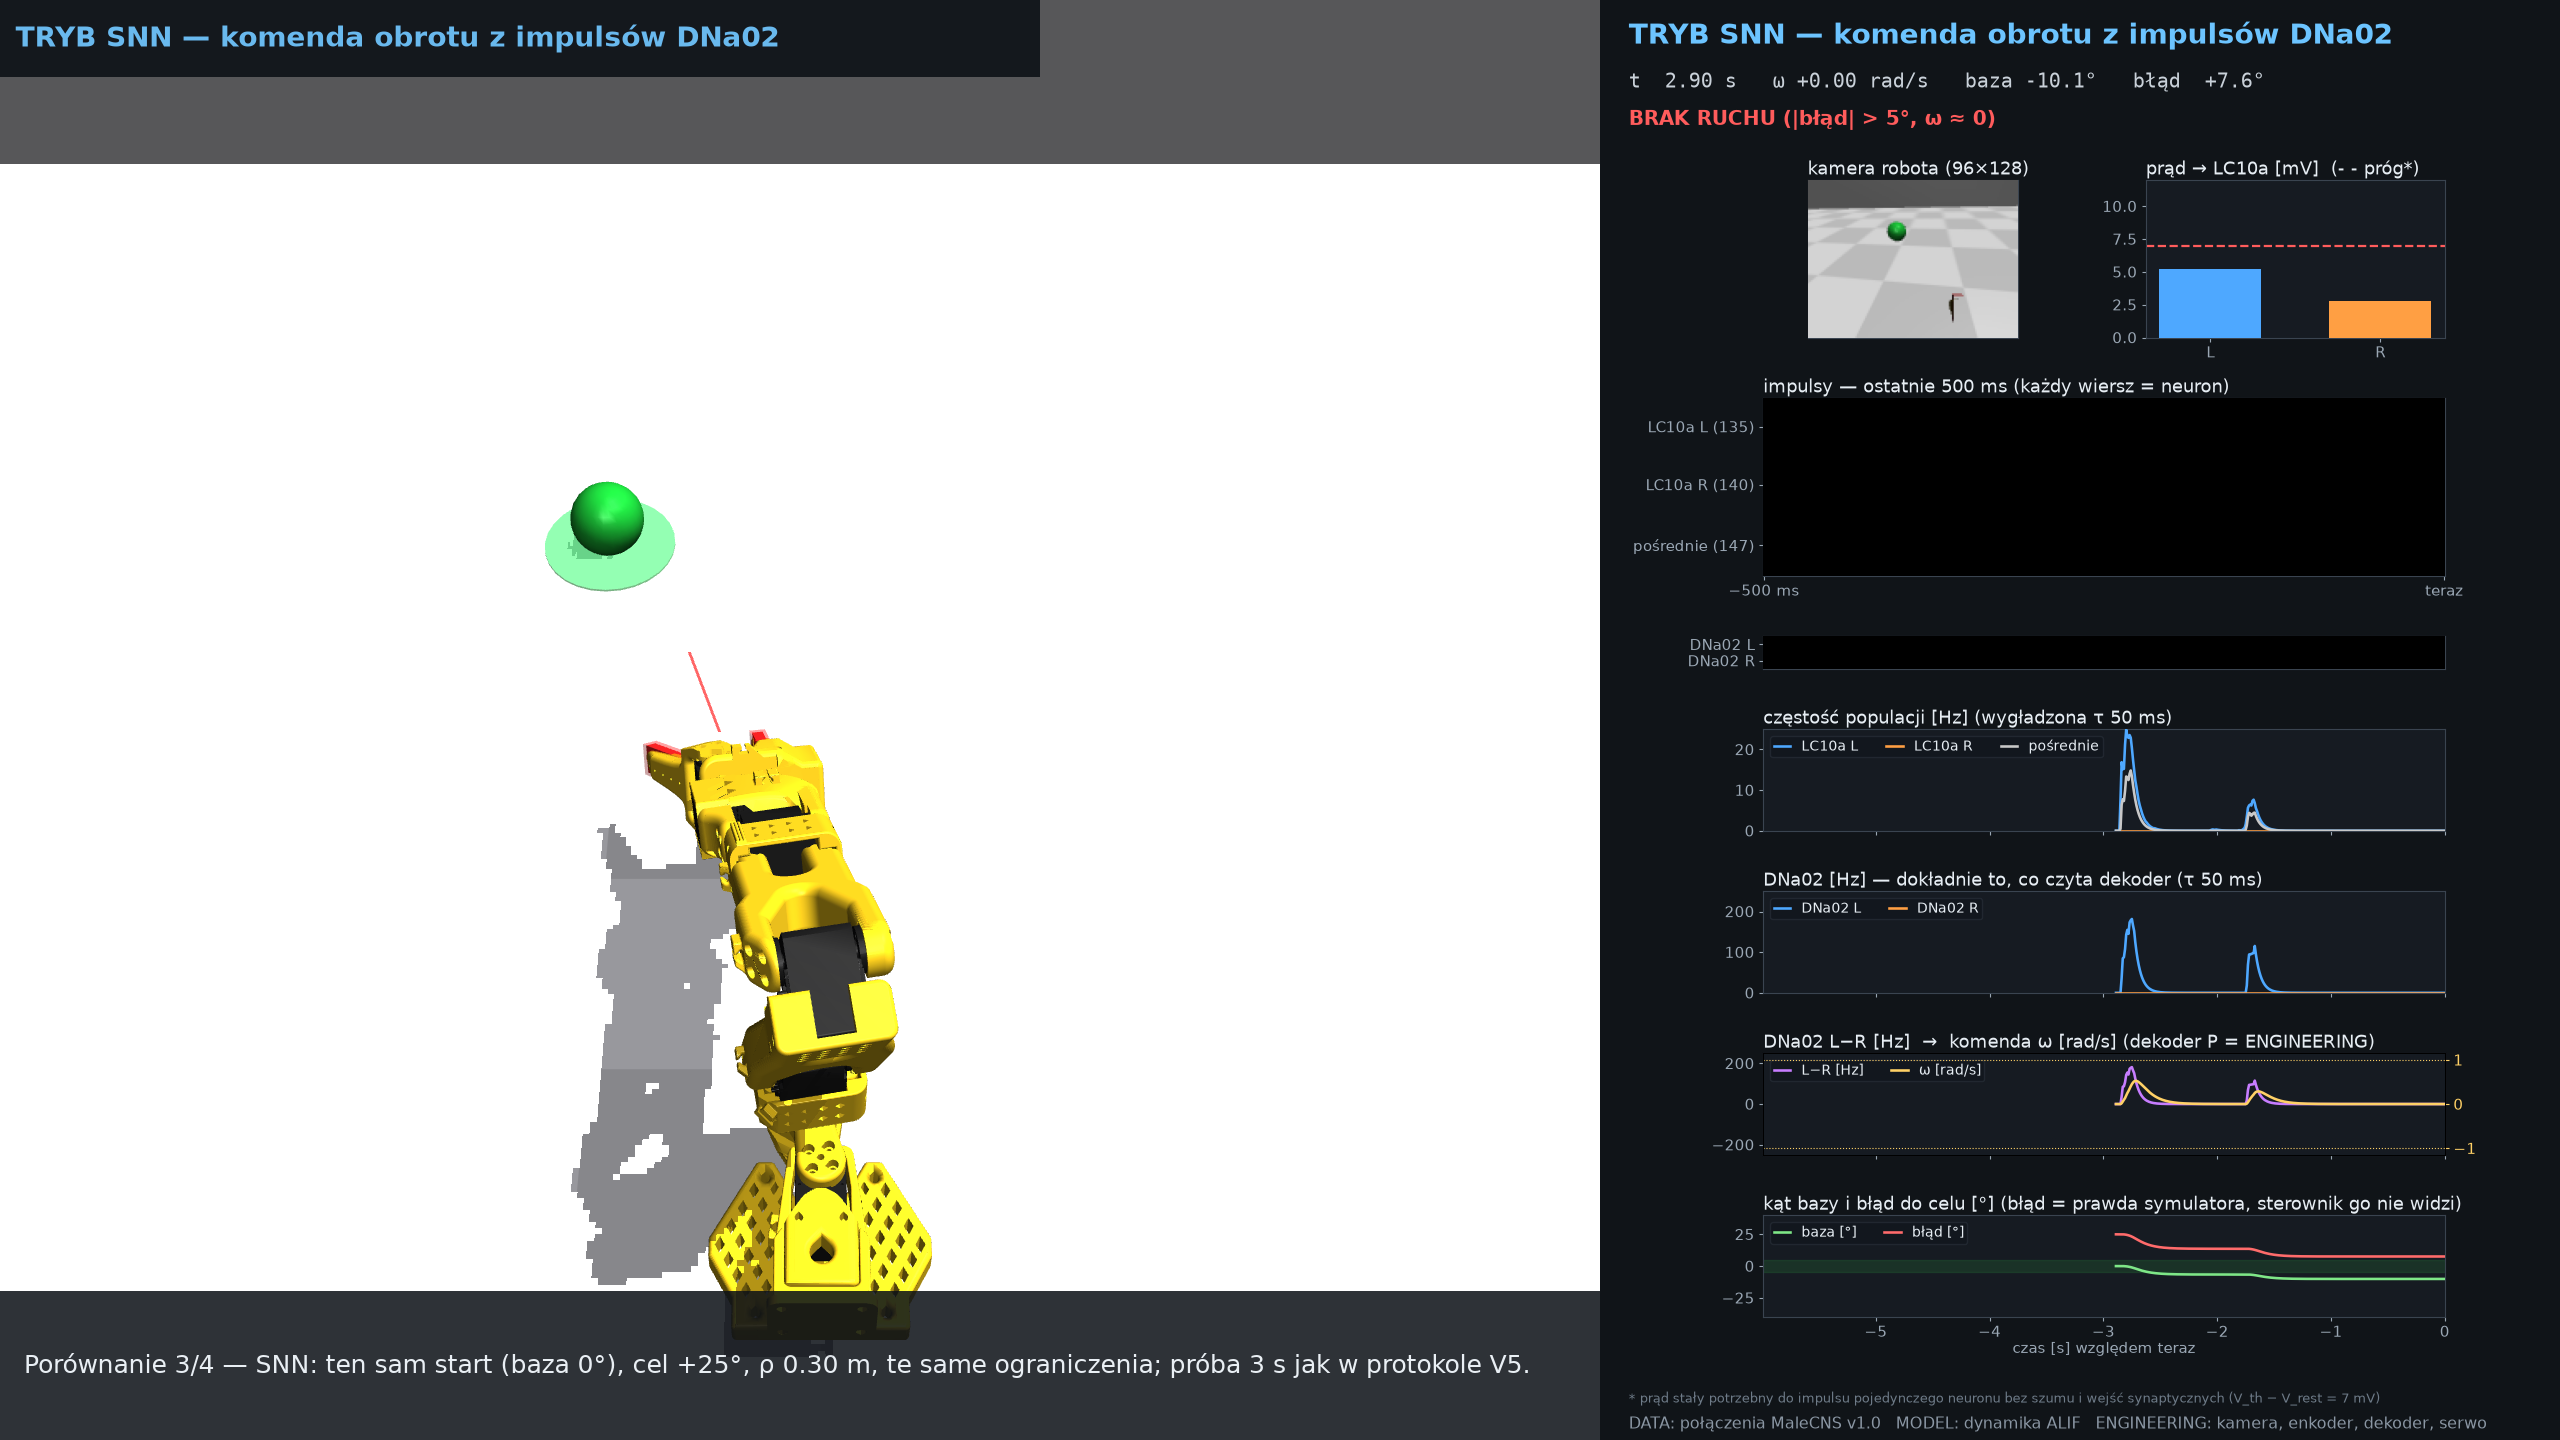 TRYB SNN — komenda obrotu z impulsów DNa02
Porównanie 3/4 — SNN: ten sam start (baza 0°), cel +25°, ρ 0.30 m, te same ograniczenia; próba 3 s jak w protokole V5.
TRYB SNN — komenda obrotu z impulsów DNa02
t 2.90 s ω +0.00 rad/s baza -10.1° błąd +7.6°
BRAK RUCHU (|błąd| > 5°, ω ≈ 0)
kamera robota (96×128)
prąd → LC10a [mV] (- - próg*)
10.0
7.5
5.0
2.5
0.0
L R
impulsy — ostatnie 500 ms (każdy wiersz = neuron)
LC10a L (135)
LC10a R (140)
pośrednie (147)
−500 ms teraz
DNa02 L
DNa02 R
częstość populacji [Hz] (wygładzona τ 50 ms)
LC10a L LC10a R pośrednie
20
10
0
DNa02 [Hz] — dokładnie to, co czyta dekoder (τ 50 ms)
DNa02 L DNa02 R
200
100
0
DNa02 L−R [Hz] → komenda ω [rad/s] (dekoder P = ENGINEERING)
L−R [Hz] ω [rad/s]
200 1
0 0
−200 −1
kąt bazy i błąd do celu [°] (błąd = prawda symulatora, sterownik go nie widzi)
baza [°] błąd [°]
25
0
−25
−5 −4 −3 −2 −1 0
czas [s] względem teraz
* prąd stały potrzebny do impulsu pojedynczego neuronu bez szumu i wejść synaptycznych (V_th − V_rest = 7 mV)
DATA: połączenia MaleCNS v1.0 MODEL: dynamika ALIF ENGINEERING: kamera, enkoder, dekoder, serwo